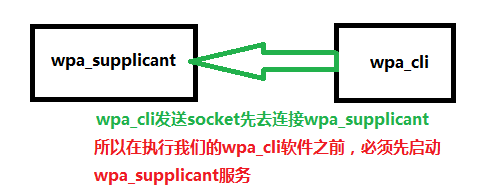 wpa_supplicant
wpa_cli
wpa_cli发送socket先去连接wpa_supplicant
所以在执行我们的wpa_cli软件之前，必须先启动
wpa_supplicant服务